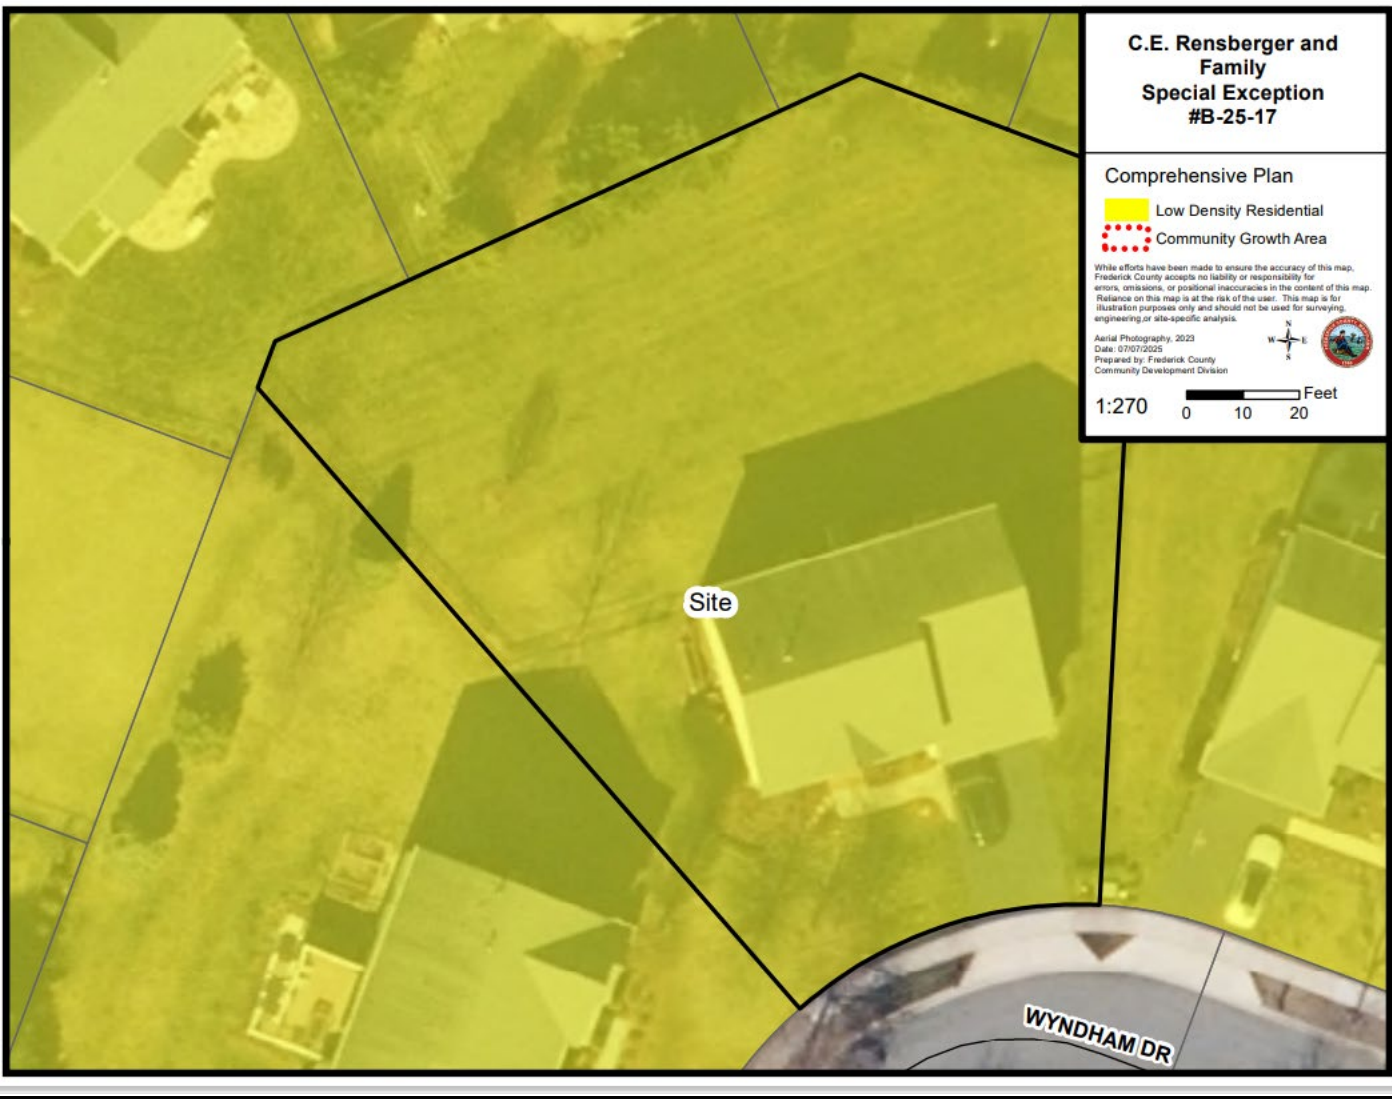 C.E. Rensberger and
Family
Special Exception
#B-25-17
Comprehensive Plan
Low Density Residential
Community Growth Area
While efforts have been made to ensure the accuracy of this map,
Frederick County accepts no liability or responsibility for
errors, omissions, or positional inaccuracies in the content of this map.
Reliance on this map is at the risk of the user. This map is for
illustration purposes only and should not be used for surveying,
engineering,or site-specific analysis.
Aerial Photography, 2023
Date: 07/07/2025
Prepared by: Frederick County
Community Development Division
N
W E
S
1:270
Feet
0 10 20
Site
WYNDHAM DR